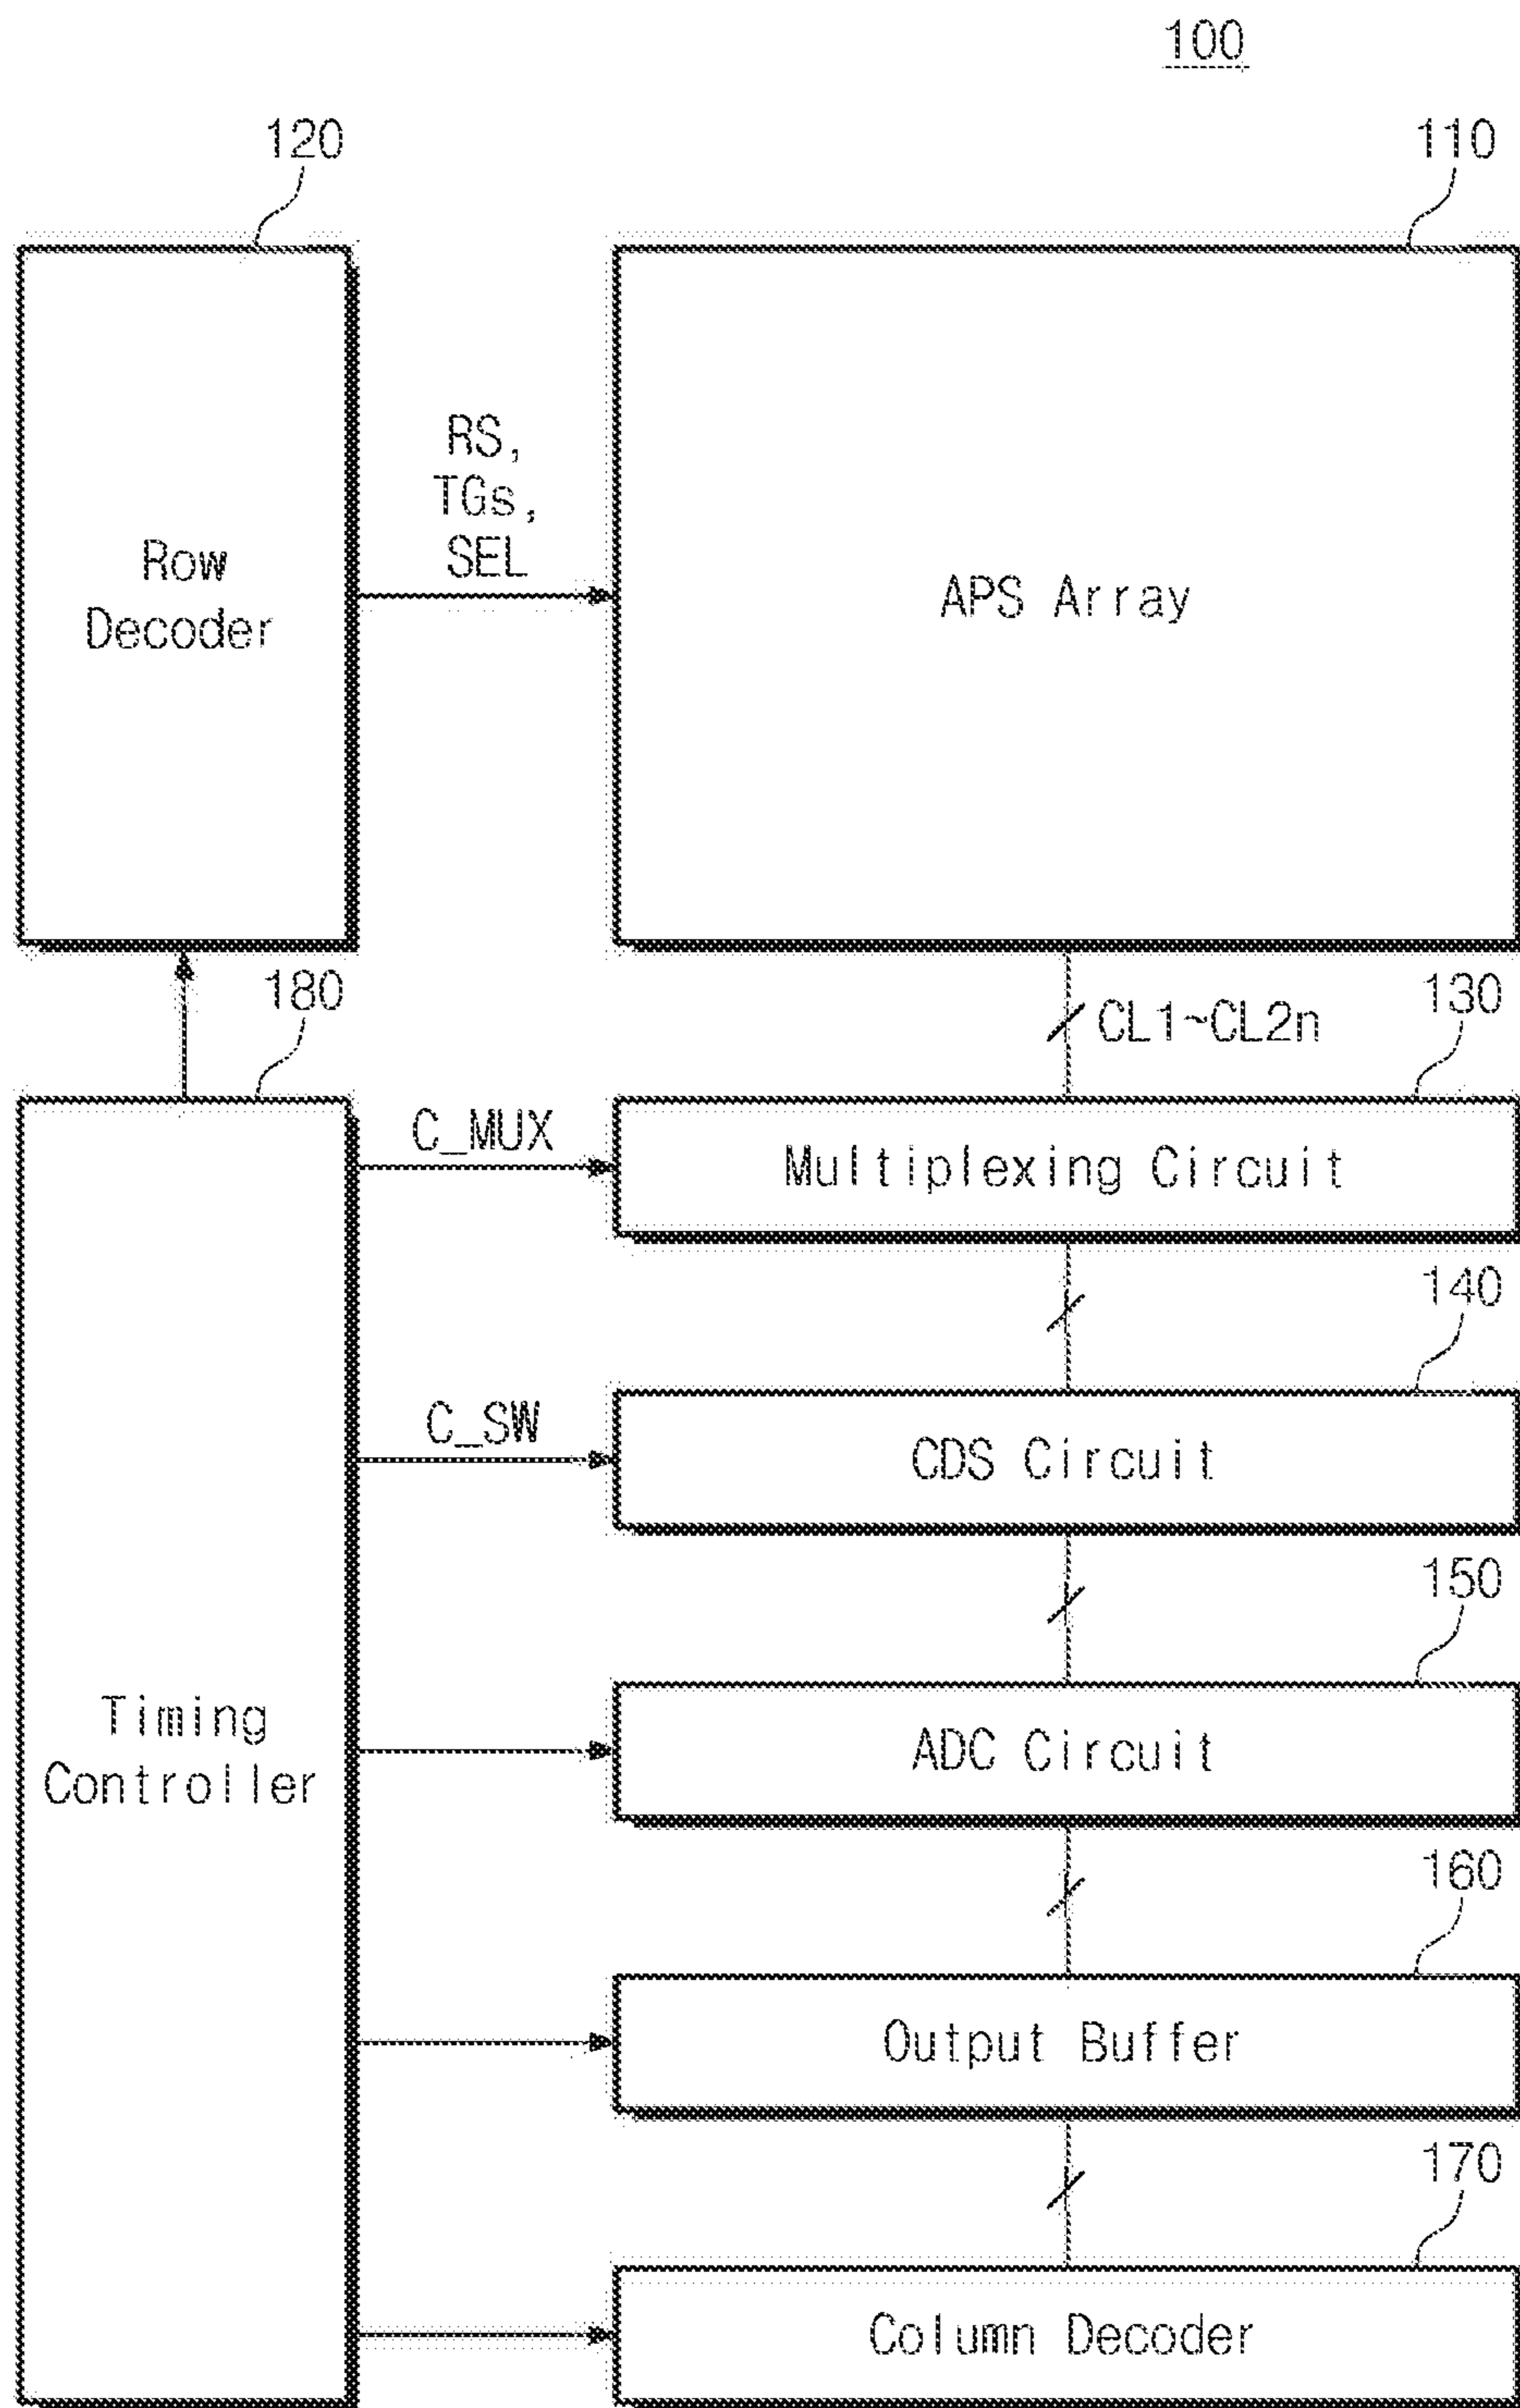 100
120
110
RS,
TGs,
SEL
Row
Decoder
APS Array
180
CL1~CL2n
130
C_MUX
Multiplexing Circuit
140
C_SW
CDS Circuit
150
Timing
Controller
ADC Circuit
160
Output Buffer
170
Column Decoder